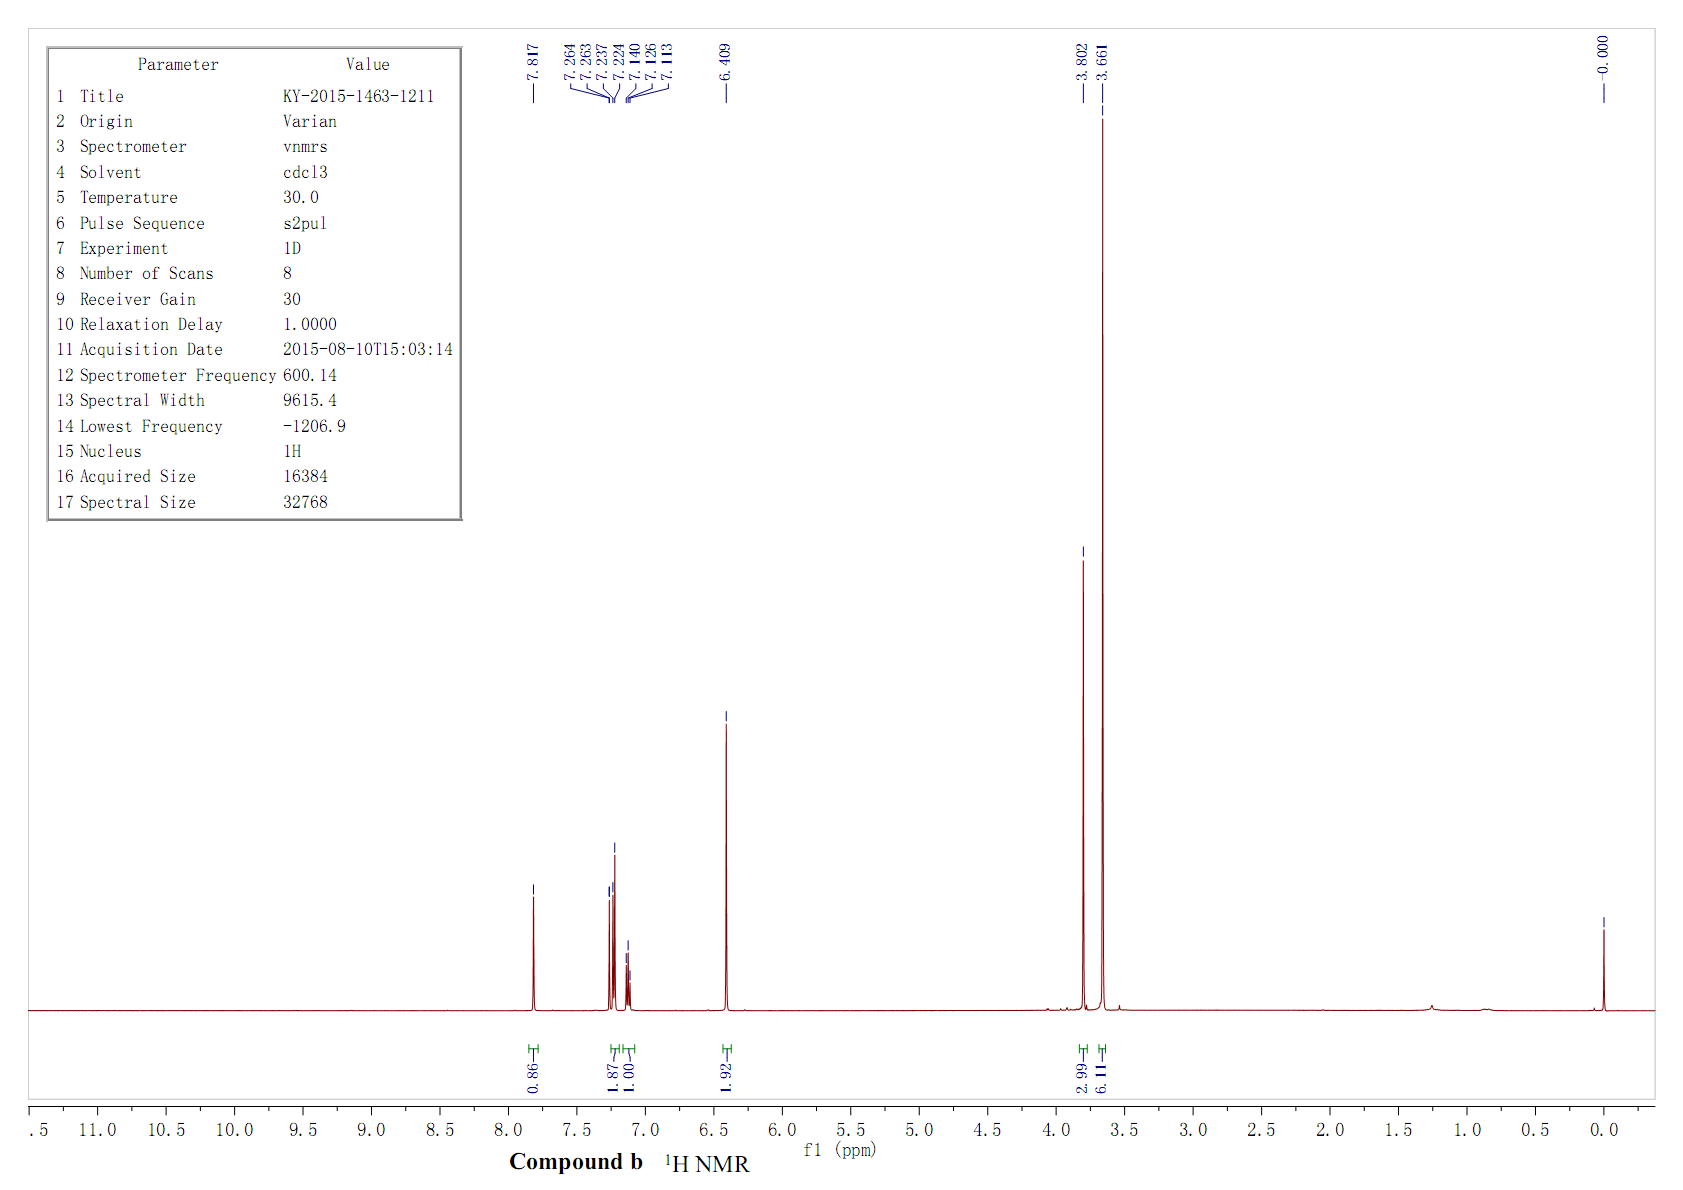 Parameter Value
1 Title KY-2015-1463-1211
2 Origin Varian
3 Spectrometer vnmrs
4 Solvent cdcl3
5 Temperature 30.0
6 Pulse Sequence s2pul
7 Experiment 1D
8 Number of Scans 8
9 Receiver Gain 30
10 Relaxation Delay 1.0000
11 Acquisition Date 2015-08-10T15:03:14
12 Spectrometer Frequency 600.14
13 Spectral Width 9615.4
14 Lowest Frequency -1206.9
15 Nucleus 1H
16 Acquired Size 16384
17 Spectral Size 32768
7.817
7.264
7.263
7.237
7.224
7.140
7.126
7.113
6.409
3.802
3.661
-0.000
0.86
1.87
1.00
1.92
2.99
6.11
.5 11.0 10.5 10.0 9.5 9.0 8.5 8.0 7.5 7.0 6.5 6.0 5.5 5.0 4.5 4.0 3.5 3.0 2.5 2.0 1.5 1.0 0.5 0.0
f1 (ppm)
Compound b ¹H NMR